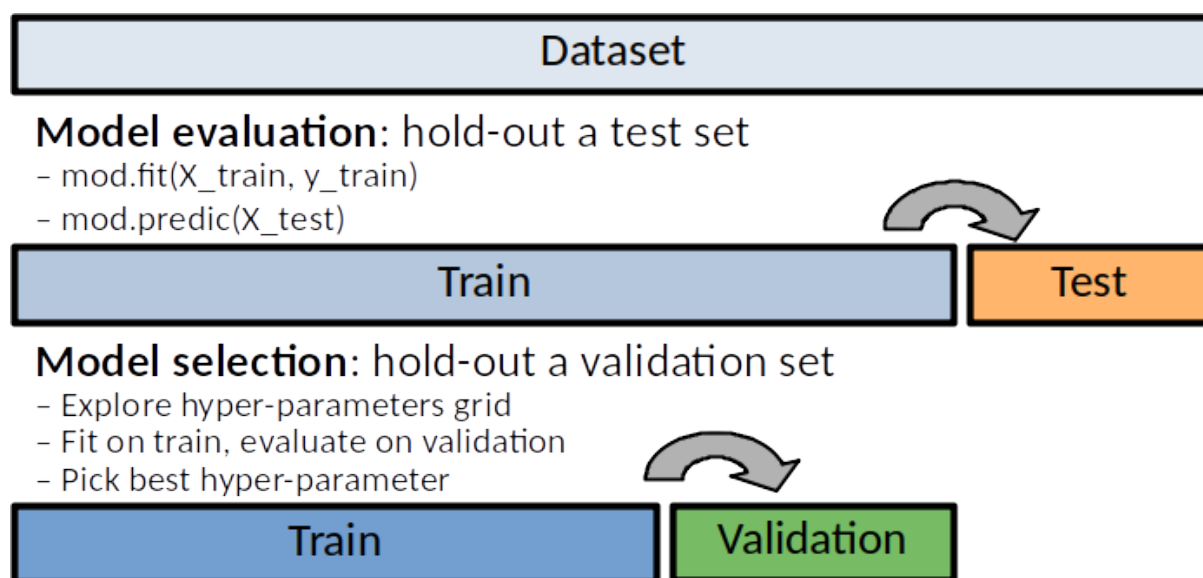 Dataset
Model evaluation: hold-out a test set
– mod.fit(X_train, y_train)
– mod.predic(X_test)
Train
Test
Model selection: hold-out a validation set
– Explore hyper-parameters grid
– Fit on train, evaluate on validation
– Pick best hyper-parameter
Train
Validation